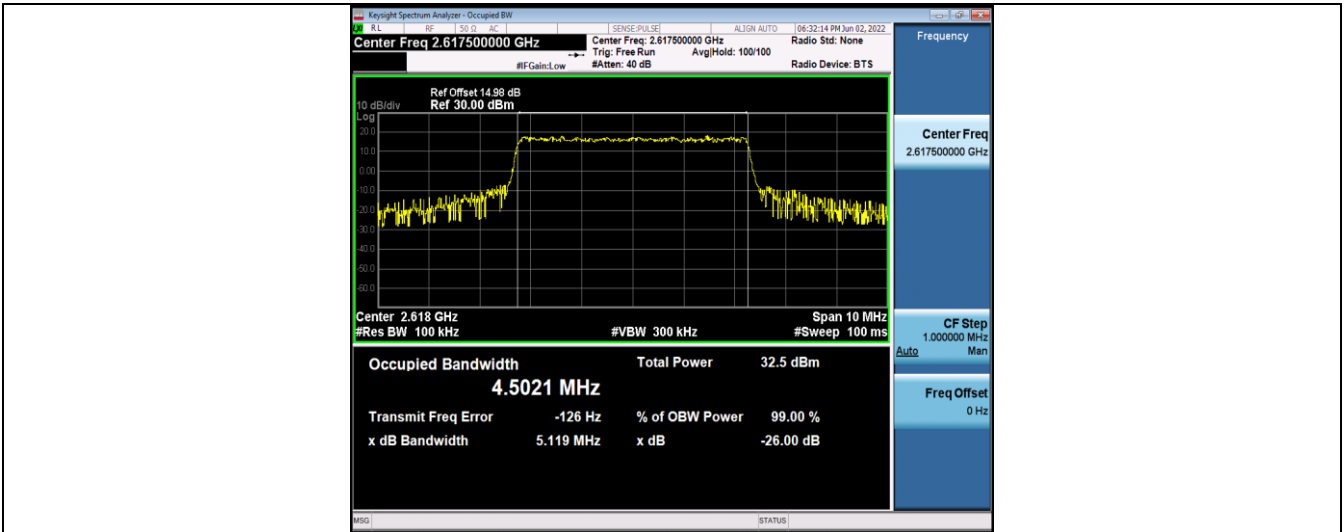 Keysight Spectrum Analyzer - Occupied BW
RL RF 50 Ω AC SENSE:PULSE ALIGN AUTO 06:32:14 PM Jun 02, 2022
Center Freq 2.617500000 GHz
Center Freq: 2.617500000 GHz Radio Std: None
Trig: Free Run Avg|Hold: 100/100
#IFGain:Low #Atten: 40 dB Radio Device: BTS
Ref Offset 14.98 dB
10 dB/div Ref 30.00 dBm
Log
20.0
10.0
0.00
-10.0
-20.0
-30.0
-40.0
-50.0
-60.0
Center 2.618 GHz Span 10 MHz
#Res BW 100 kHz #VBW 300 kHz #Sweep 100 ms
Occupied Bandwidth Total Power 32.5 dBm
4.5021 MHz
Transmit Freq Error -126 Hz % of OBW Power 99.00 %
x dB Bandwidth 5.119 MHz x dB -26.00 dB
MSG STATUS
Frequency
Center Freq
2.617500000 GHz
CF Step
1.000000 MHz
Auto Man
Freq Offset
0 Hz